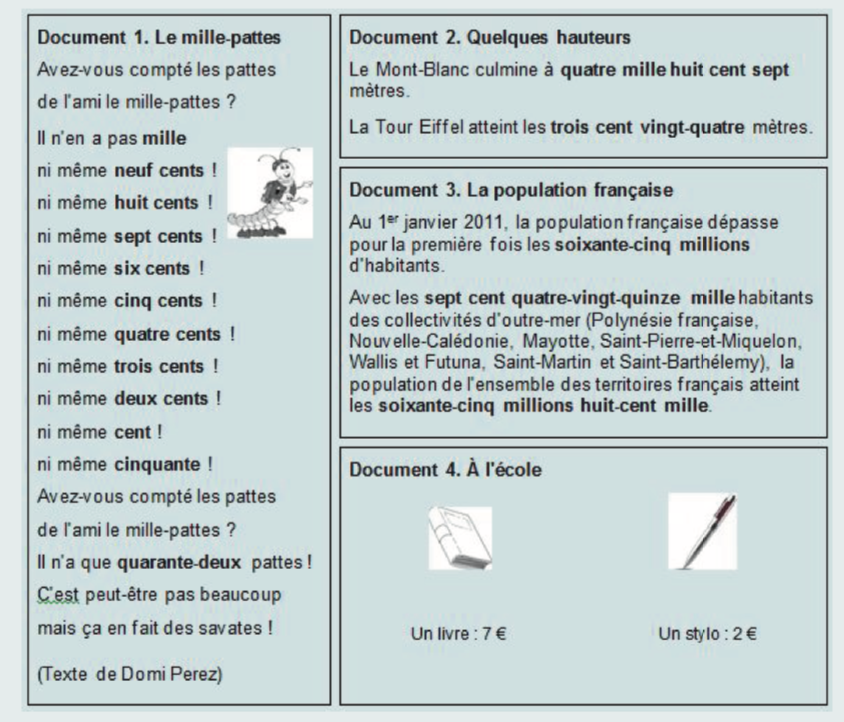 Document 1. Le mille-pattes
Avez-vous compté les pattes
de l'ami le mille-pattes ?
Il n'en a pas mille
ni même neuf cents !
ni même huit cents !
ni même sept cents !
ni même six cents !
ni même cinq cents !
ni même quatre cents !
ni même trois cents !
ni même deux cents !
ni même cent !
ni même cinquante !
Avez-vous compté les pattes
de l'ami le mille-pattes ?
Il n'a que quarante-deux pattes !
C'est peut-être pas beaucoup
mais ça en fait des savates !
(Texte de Domi Perez)
Document 2. Quelques hauteurs
Le Mont-Blanc culmine à quatre mille huit cent sept
mètres.
La Tour Eiffel atteint les trois cent vingt-quatre mètres.
Document 3. La population française
Au 1er janvier 2011, la population française dépasse
pour la première fois les soixante-cinq millions
d'habitants.
Avec les sept cent quatre-vingt-quinze mille habitants
des collectivités d'outre-mer (Polynésie française,
Nouvelle-Calédonie, Mayotte, Saint-Pierre-et-Miquelon,
Wallis et Futuna, Saint-Martin et Saint-Barthélemy), la
population de l'ensemble des territoires français atteint
les soixante-cinq millions huit-cent mille.
Document 4. À l'école
Un livre : 7 €
Un stylo : 2 €